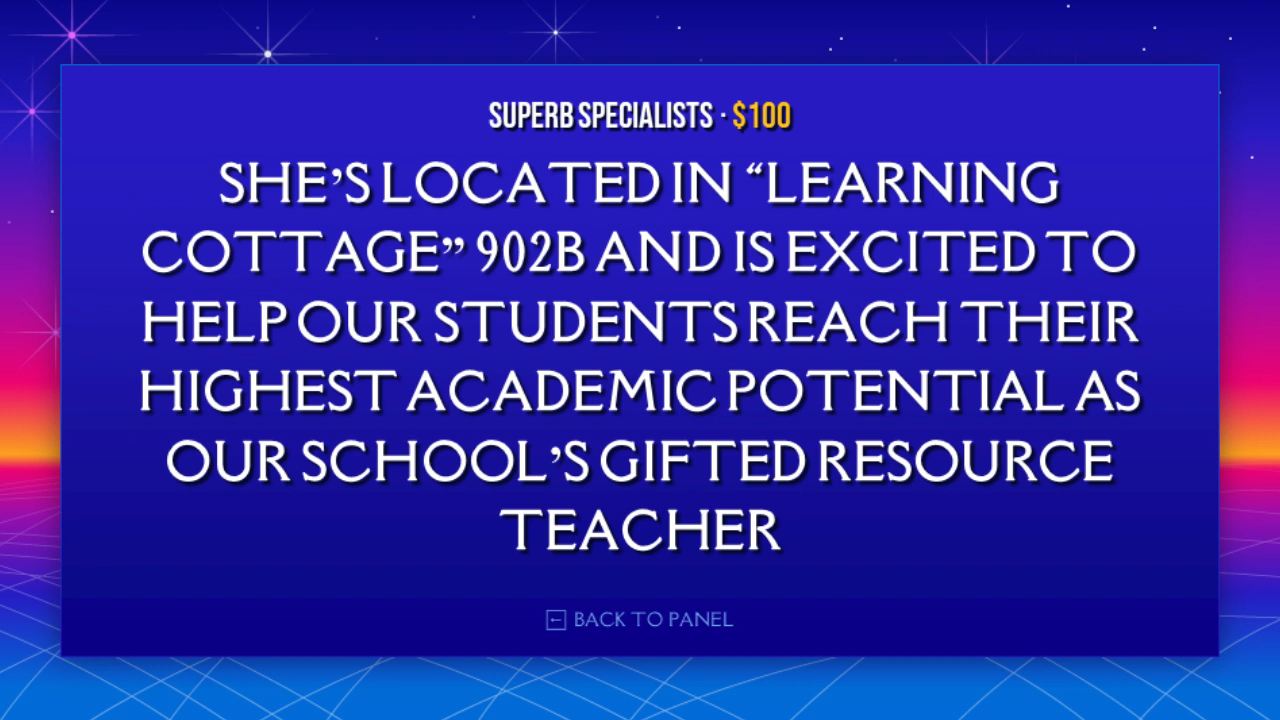 SUPERB SPECIALISTS · $100
SHE’S LOCATED IN “LEARNING
COTTAGE” 902B AND IS EXCITED TO
HELP OUR STUDENTS REACH THEIR
HIGHEST ACADEMIC POTENTIAL AS
OUR SCHOOL’S GIFTED RESOURCE
TEACHER
← BACK TO PANEL